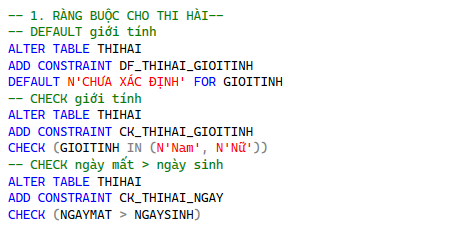 -- 1. RÀNG BUỘC CHO THI HÀI--
-- DEFAULT giới tính
ALTER TABLE THIHAI
ADD CONSTRAINT DF_THIHAI_GIOITINH
DEFAULT N'CHƯA XÁC ĐỊNH' FOR GIOITINH
-- CHECK giới tính
ALTER TABLE THIHAI
ADD CONSTRAINT CK_THIHAI_GIOITINH
CHECK (GIOITINH IN (N'Nam', N'Nữ'))
-- CHECK ngày mất > ngày sinh
ALTER TABLE THIHAI
ADD CONSTRAINT CK_THIHAI_NGAY
CHECK (NGAYMAT > NGAYSINH)